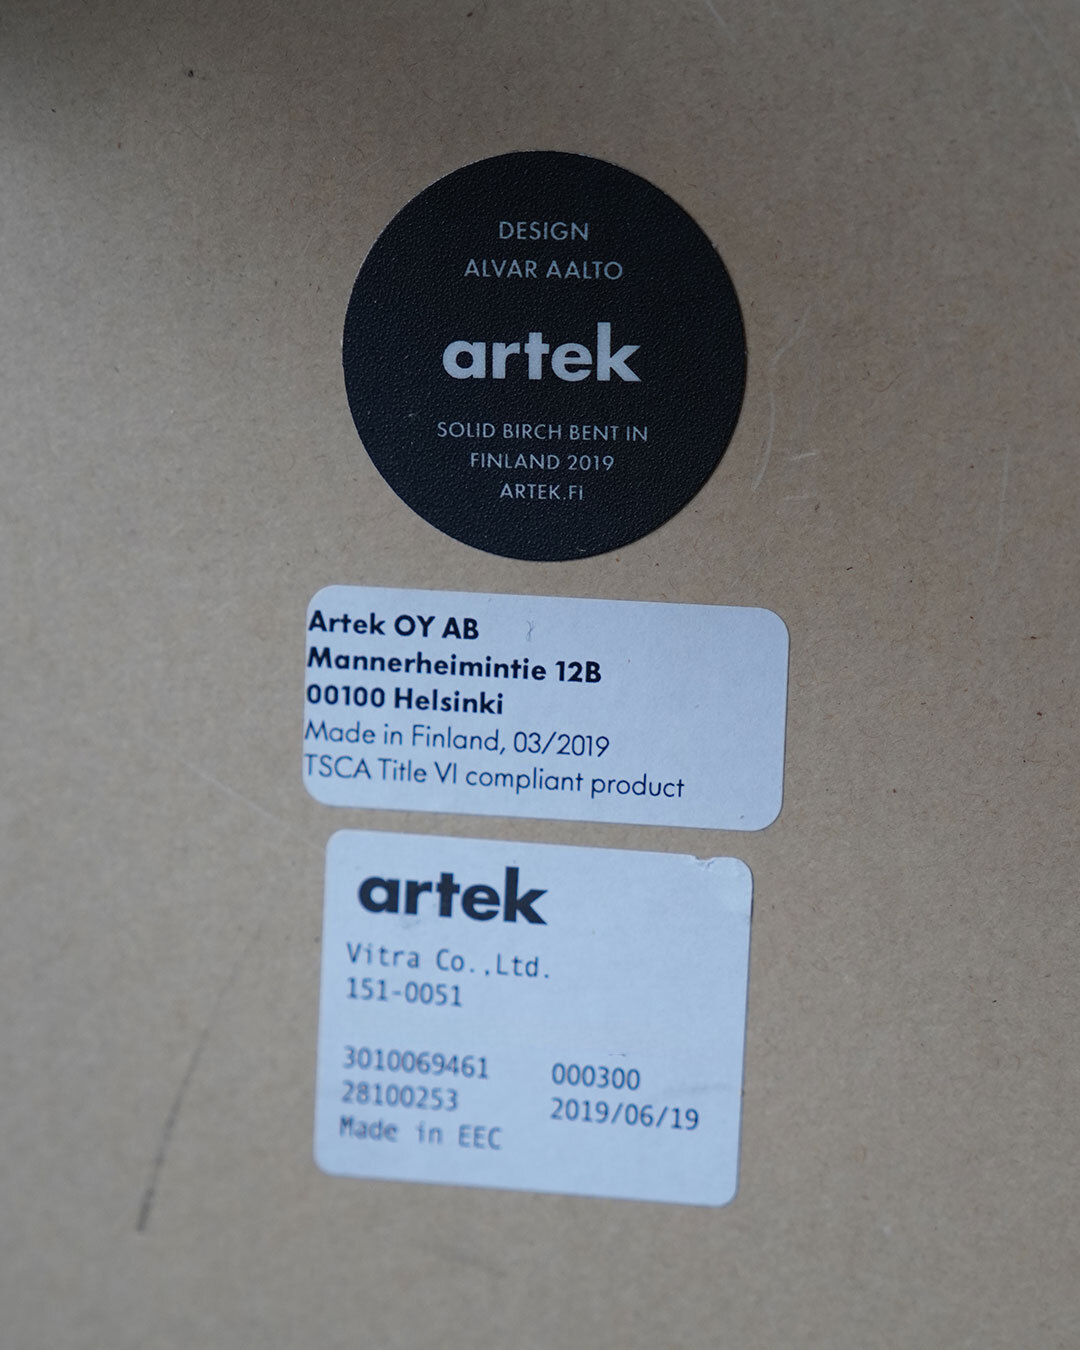 DESIGN
ALVAR AALTO
artek
SOLID BIRCH BENT IN
FINLAND 2019
ARTEK.FI
Artek OY AB
Mannerheimintie 12B
00100 Helsinki
Made in Finland, 03/2019
TSCA Title VI compliant product
artek
Vitra Co.,Ltd.
151-0051
3010069461 000300
28100253 2019/06/19
Made in EEC